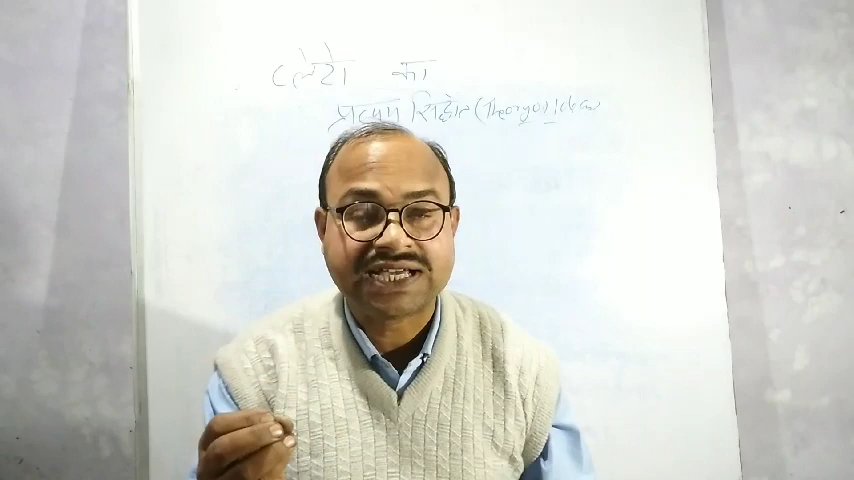 प्लेटो का
प्रत्यय सिद्धांत (Theory of Ideas